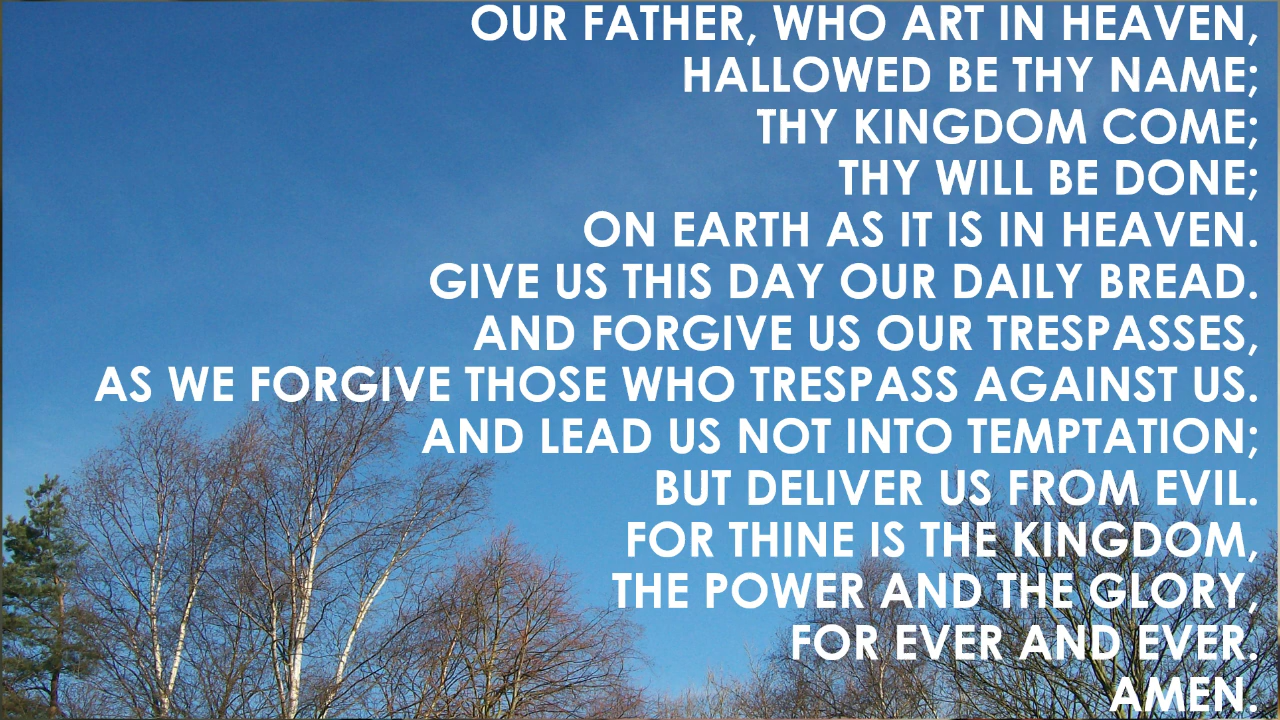 OUR FATHER, WHO ART IN HEAVEN,
HALLOWED BE THY NAME;
THY KINGDOM COME;
THY WILL BE DONE;
ON EARTH AS IT IS IN HEAVEN.
GIVE US THIS DAY OUR DAILY BREAD.
AND FORGIVE US OUR TRESPASSES,
AS WE FORGIVE THOSE WHO TRESPASS AGAINST US.
AND LEAD US NOT INTO TEMPTATION;
BUT DELIVER US FROM EVIL.
FOR THINE IS THE KINGDOM,
THE POWER AND THE GLORY,
FOR EVER AND EVER.
AMEN.